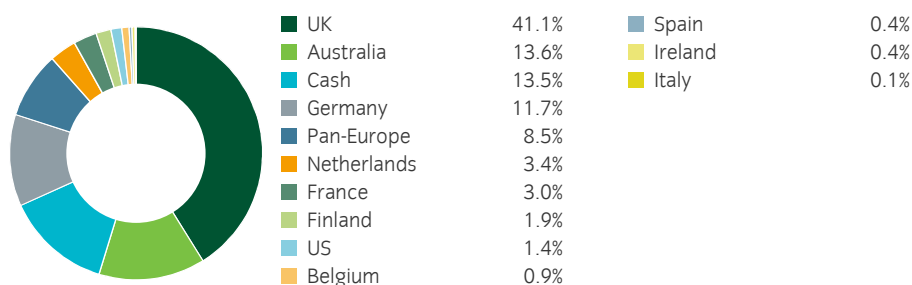 UK 41.1%
Australia 13.6%
Cash 13.5%
Germany 11.7%
Pan-Europe 8.5%
Netherlands 3.4%
France 3.0%
Finland 1.9%
US 1.4%
Belgium 0.9%
Spain 0.4%
Ireland 0.4%
Italy 0.1%